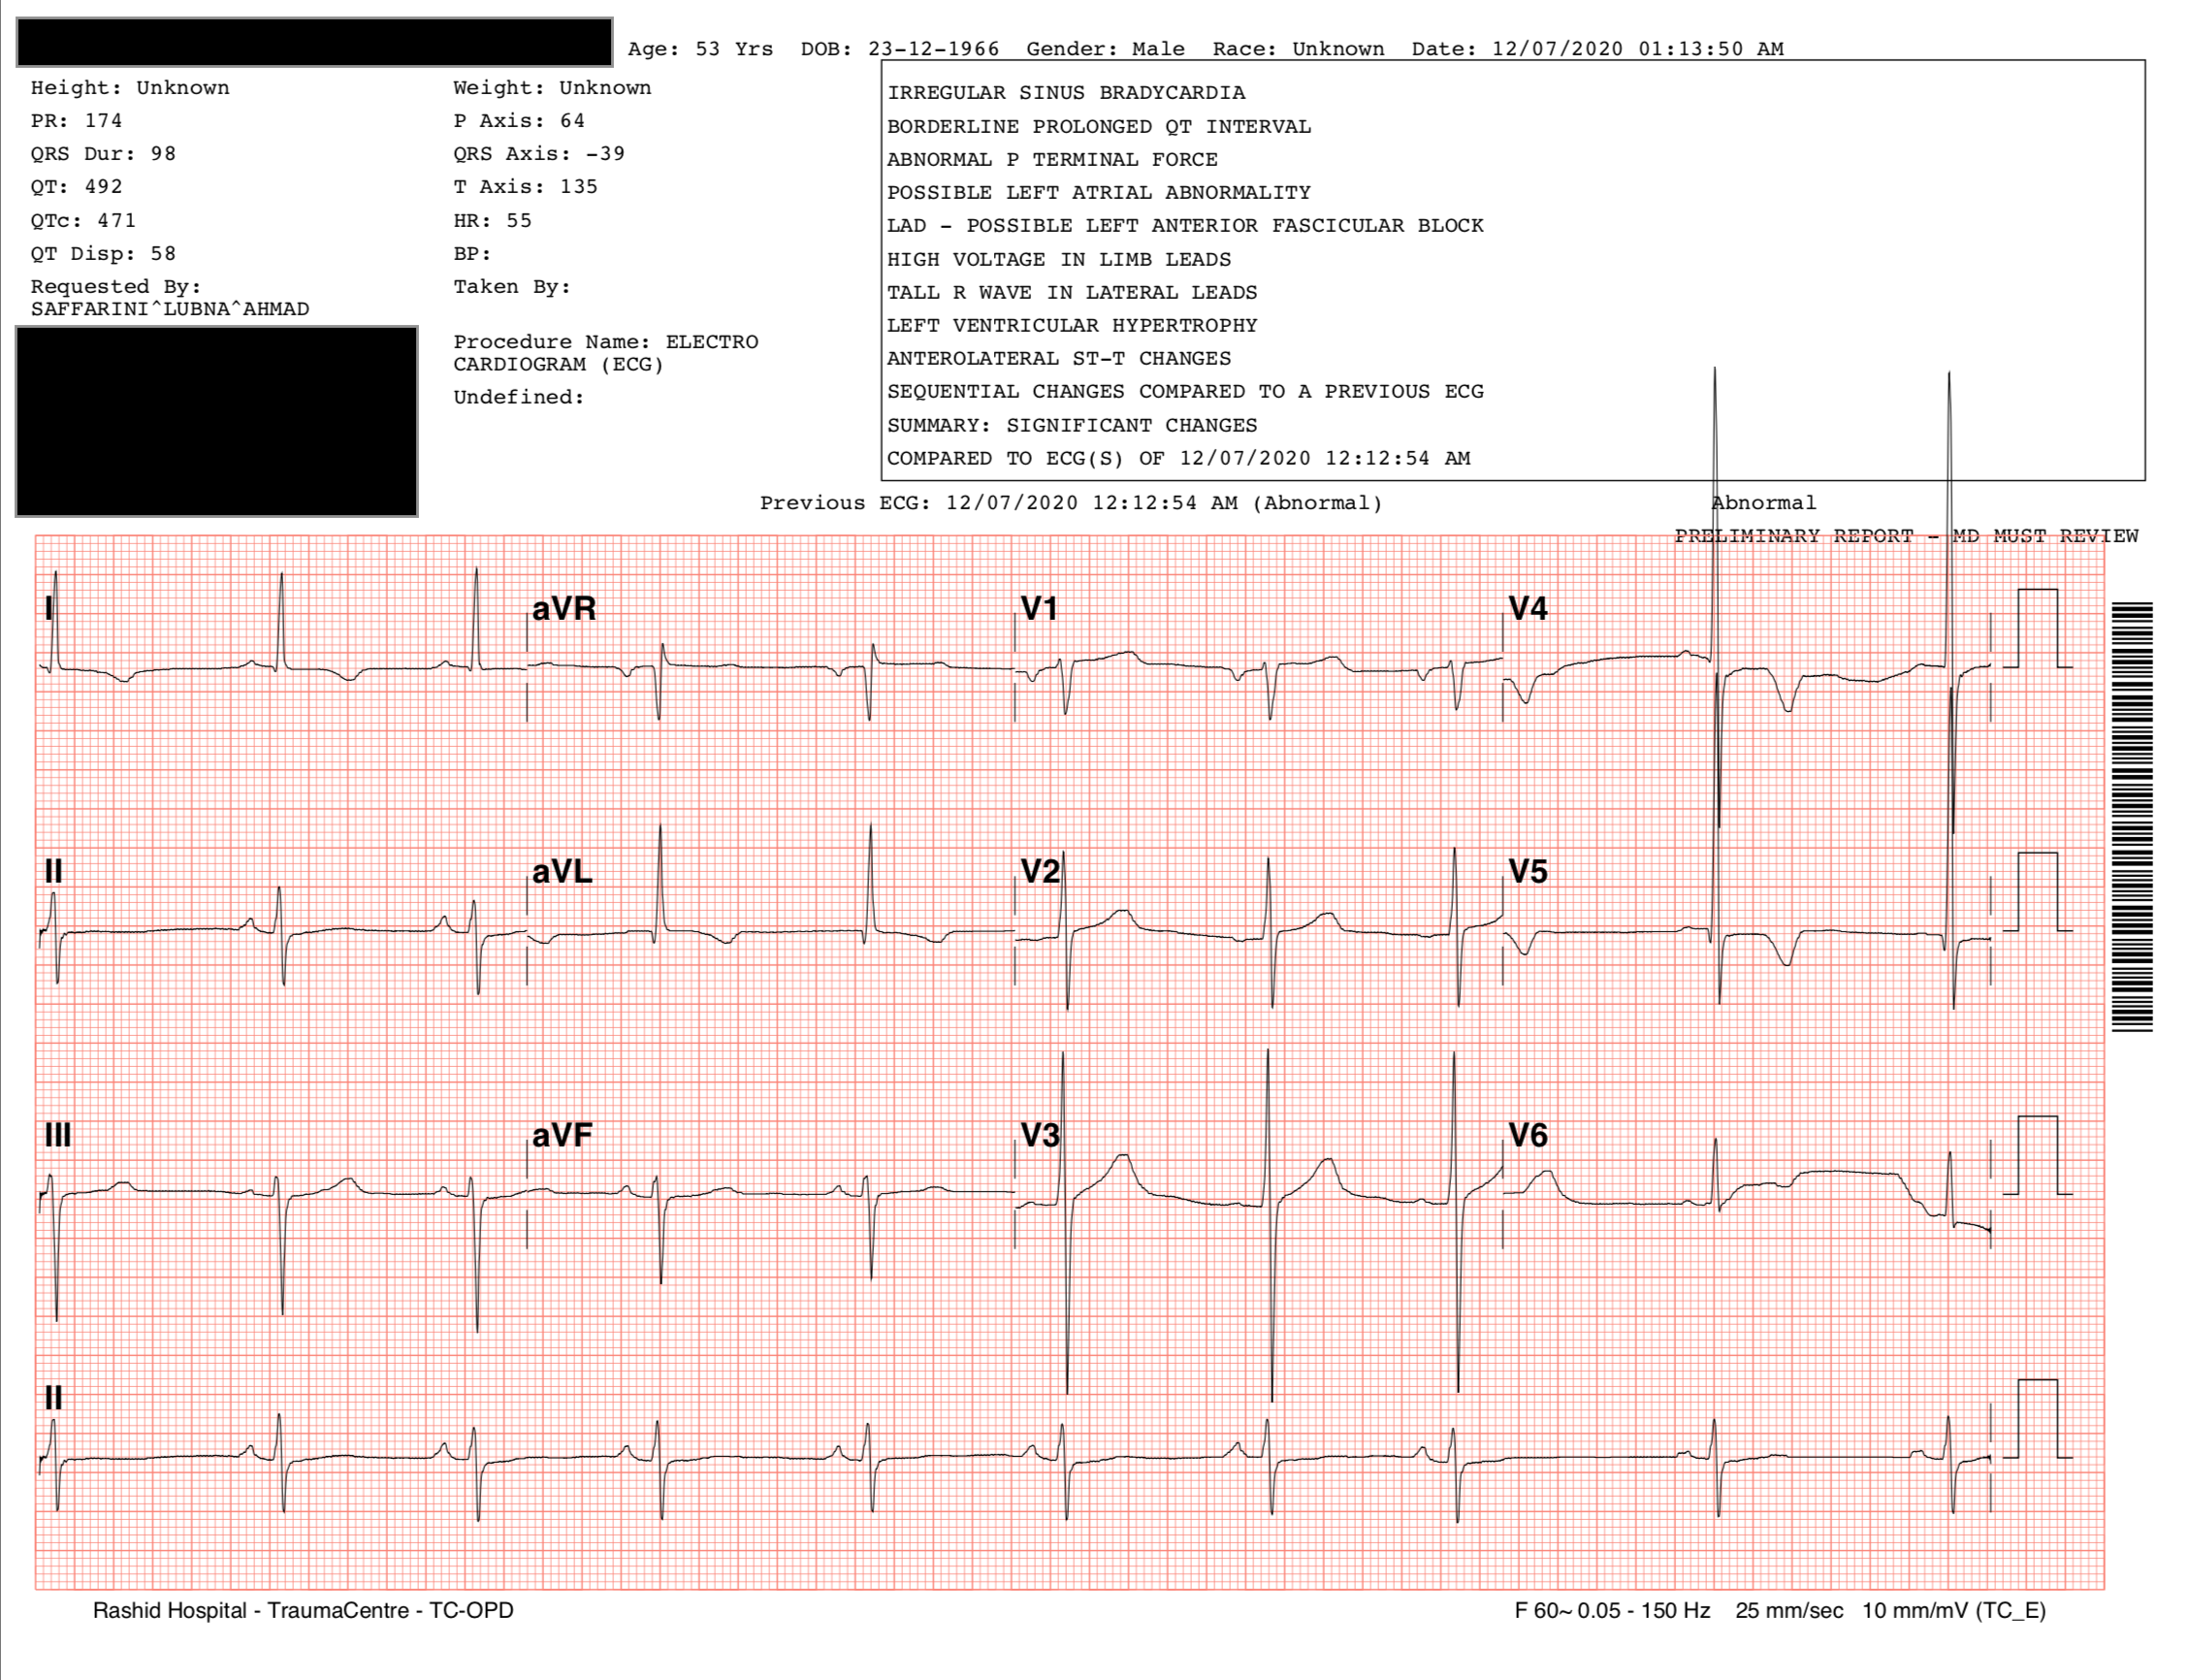 Age: 53 Yrs  DOB: 23-12-1966  Gender: Male  Race: Unknown  Date: 12/07/2020 01:13:50 AM
Height: Unknown
PR: 174
QRS Dur: 98
QT: 492
QTc: 471
QT Disp: 58
Requested By:
SAFFARINI^LUBNA^AHMAD
Weight: Unknown
P Axis: 64
QRS Axis: -39
T Axis: 135
HR: 55
BP:
Taken By:
Procedure Name: ELECTRO
CARDIOGRAM (ECG)
Undefined:
IRREGULAR SINUS BRADYCARDIA
BORDERLINE PROLONGED QT INTERVAL
ABNORMAL P TERMINAL FORCE
POSSIBLE LEFT ATRIAL ABNORMALITY
LAD - POSSIBLE LEFT ANTERIOR FASCICULAR BLOCK
HIGH VOLTAGE IN LIMB LEADS
TALL R WAVE IN LATERAL LEADS
LEFT VENTRICULAR HYPERTROPHY
ANTEROLATERAL ST-T CHANGES
SEQUENTIAL CHANGES COMPARED TO A PREVIOUS ECG
SUMMARY: SIGNIFICANT CHANGES
COMPARED TO ECG(S) OF 12/07/2020 12:12:54 AM
Previous ECG: 12/07/2020 12:12:54 AM (Abnormal)
Abnormal
PRELIMINARY REPORT - MD MUST REVIEW
I aVR V1 V4
II aVL V2 V5
III aVF V3 V6
II
Rashid Hospital - TraumaCentre - TC-OPD
F 60~ 0.05 - 150 Hz 25 mm/sec 10 mm/mV (TC_E)